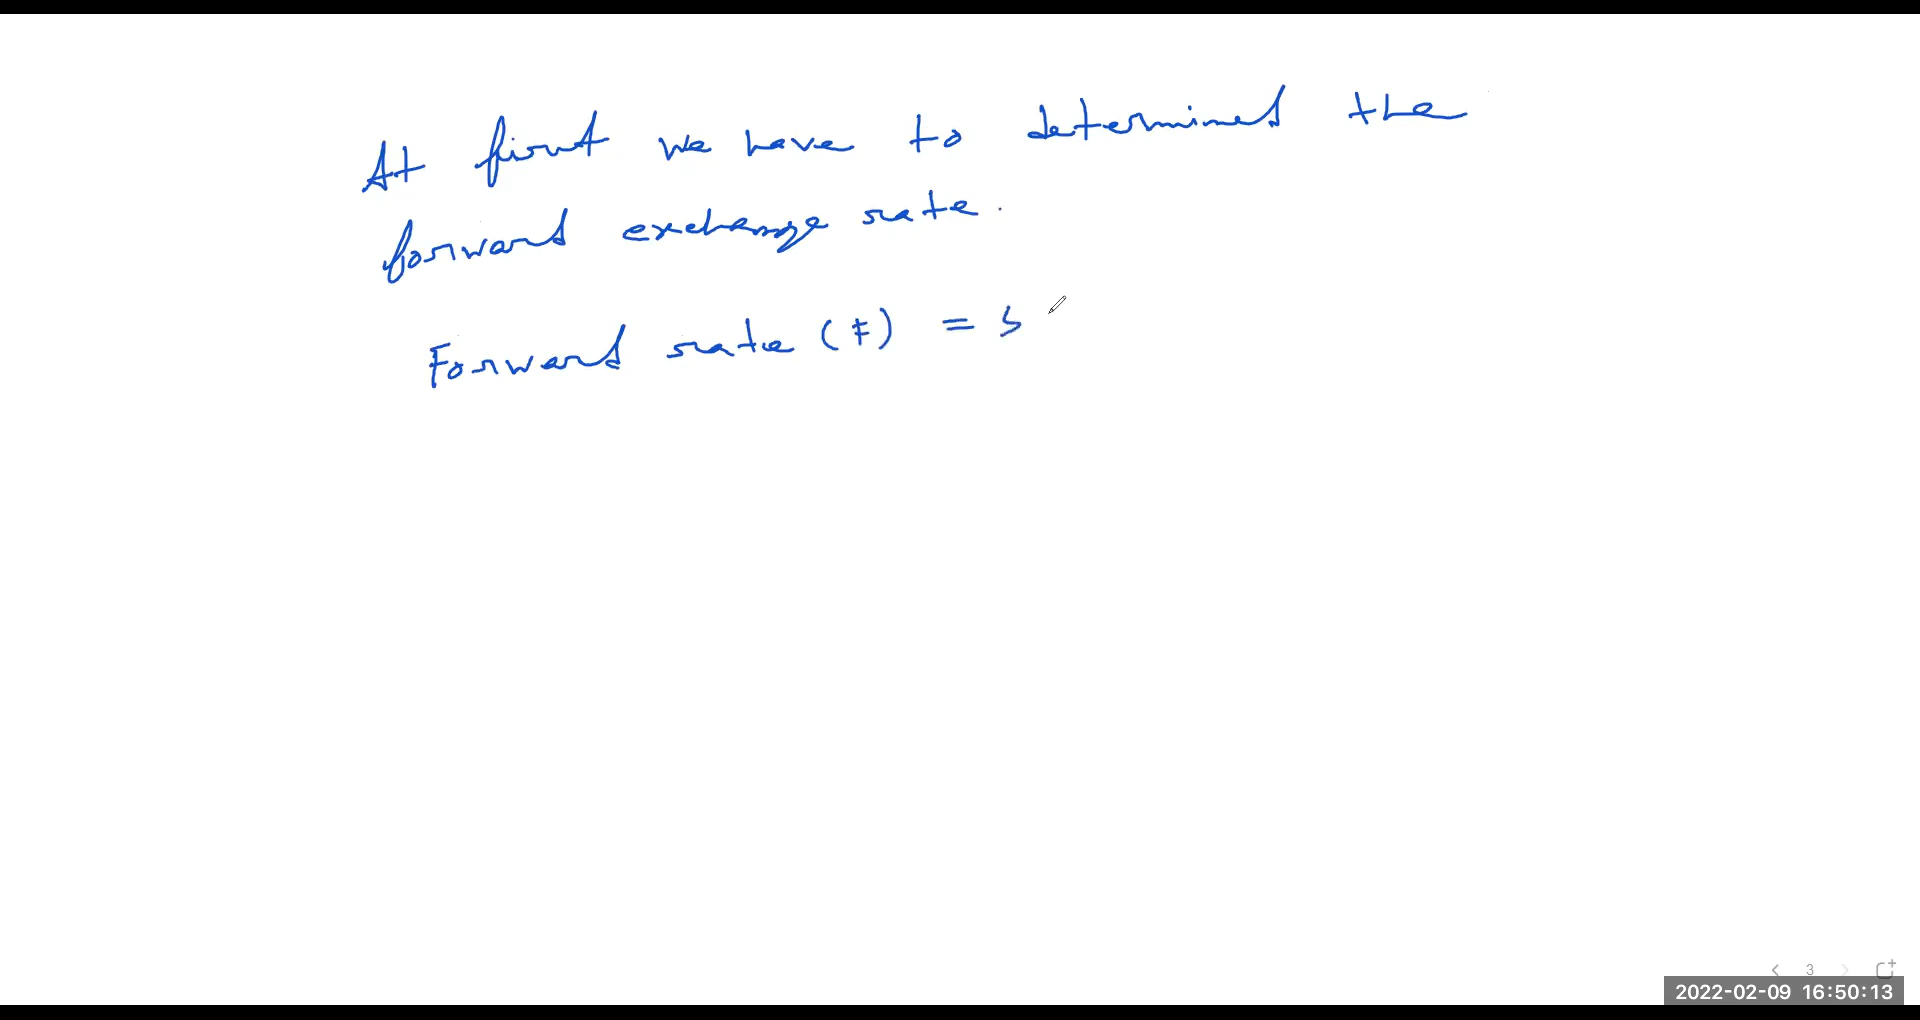 At first we have to determined the
forward exchange rate.
Forward rate (F) = S
3
2022-02-09 16:50:13